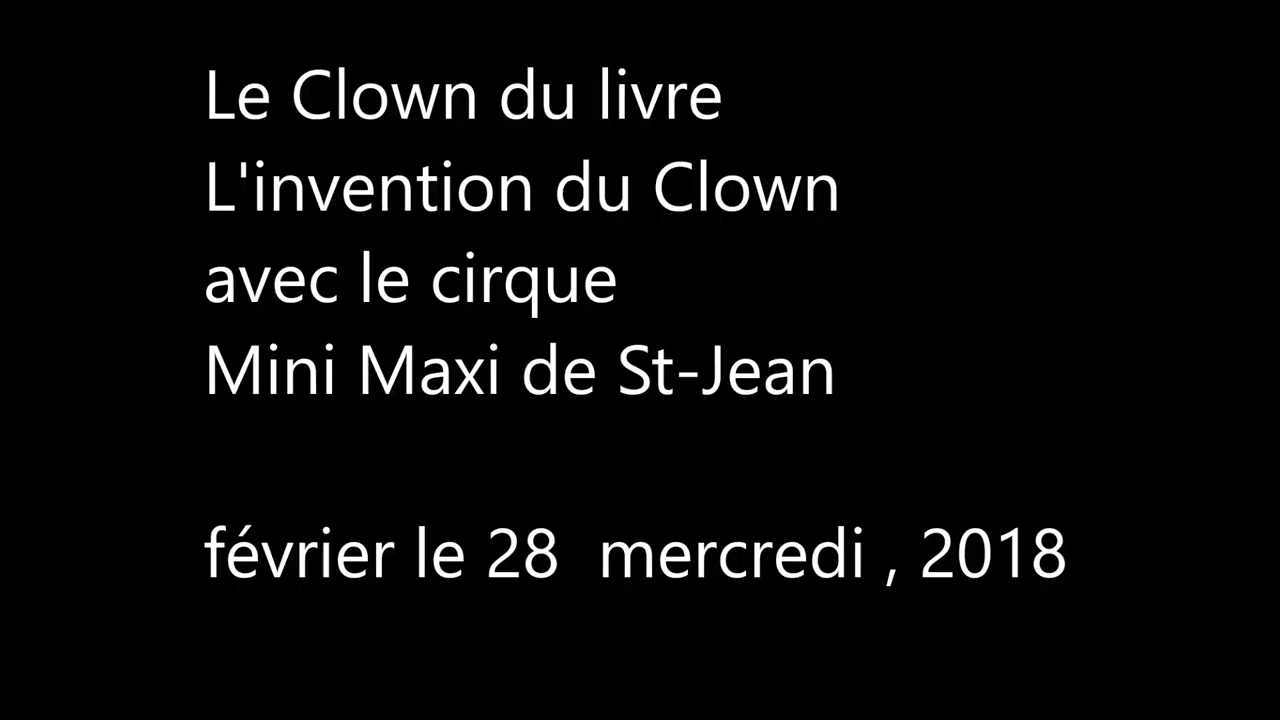 Le Clown du livre
L'invention du Clown
avec le cirque
Mini Maxi de St-Jean
février le 28  mercredi , 2018